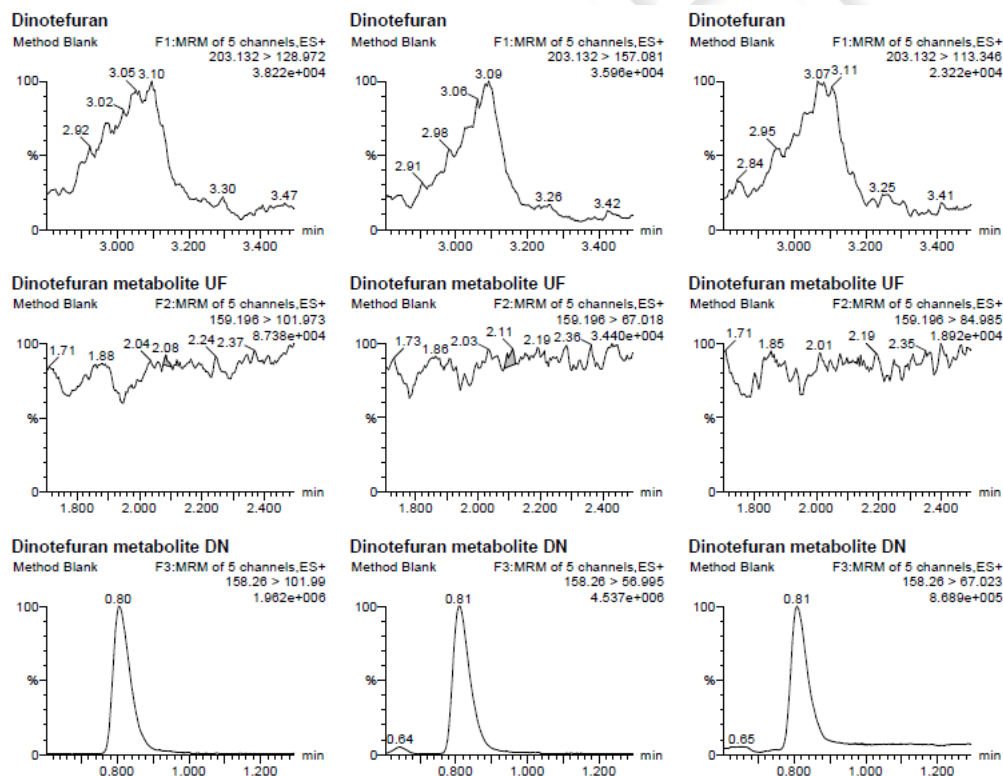 Dinotefuran
Method Blank F1:MRM of 5 channels,ES+
203.132 > 128.972
3.822e+004
3.05 3.10
3.02
2.92
3.30
3.47
100
%
0
3.000 3.200 3.400 min
Dinotefuran
Method Blank F1:MRM of 5 channels,ES+
203.132 > 157.081
3.596e+004
3.09
3.06
2.98
2.91
3.26
3.42
100
%
0
3.000 3.200 3.400 min
Dinotefuran
Method Blank F1:MRM of 5 channels,ES+
203.132 > 113.346
2.322e+004
3.07 3.11
2.95
2.84
3.25
3.41
100
%
0
3.000 3.200 3.400 min
Dinotefuran metabolite UF
Method Blank F2:MRM of 5 channels,ES+
159.196 > 101.973
8.738e+004
1.71 1.88 2.04 2.08 2.24 2.37
100
%
0
1.800 2.000 2.200 2.400 min
Dinotefuran metabolite UF
Method Blank F2:MRM of 5 channels,ES+
159.196 > 67.018
3.440e+004
1.73 1.86 2.03 2.11 2.19 2.36
100
%
0
1.800 2.000 2.200 2.400 min
Dinotefuran metabolite UF
Method Blank F2:MRM of 5 channels,ES+
159.196 > 84.985
1.892e+004
1.71 1.85 2.01 2.19 2.35
100
%
0
1.800 2.000 2.200 2.400 min
Dinotefuran metabolite DN
Method Blank F3:MRM of 5 channels,ES+
158.26 > 101.99
1.962e+006
0.80
100
%
0
0.800 1.000 1.200 min
Dinotefuran metabolite DN
Method Blank F3:MRM of 5 channels,ES+
158.26 > 56.995
4.537e+006
0.81
0.64
100
%
0
0.800 1.000 1.200 min
Dinotefuran metabolite DN
Method Blank F3:MRM of 5 channels,ES+
158.26 > 67.023
8.689e+005
0.81
0.65
100
%
0
0.800 1.000 1.200 min